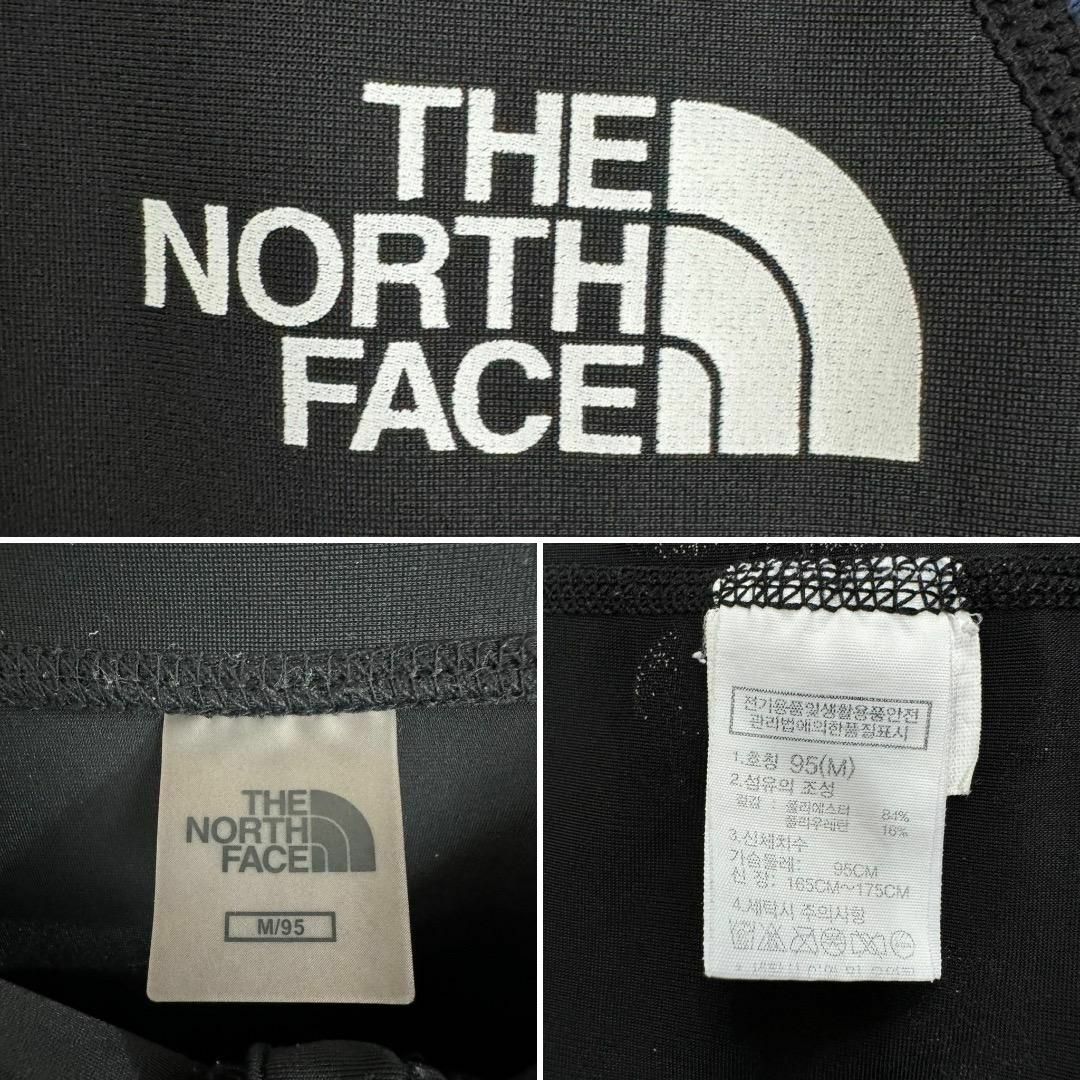 THE
NORTH
FACE
THE
NORTH
FACE
M/95
전기용품및생활용품안전
관리법에의한품질표시
1.호칭 95(M)
2.섬유의 조성
겉감 : 폴리에스터 84%
폴리우레탄 16%
3.신체치수
가슴둘레: 95CM
신 장: 165CM~175CM
4.세탁시 주의사항